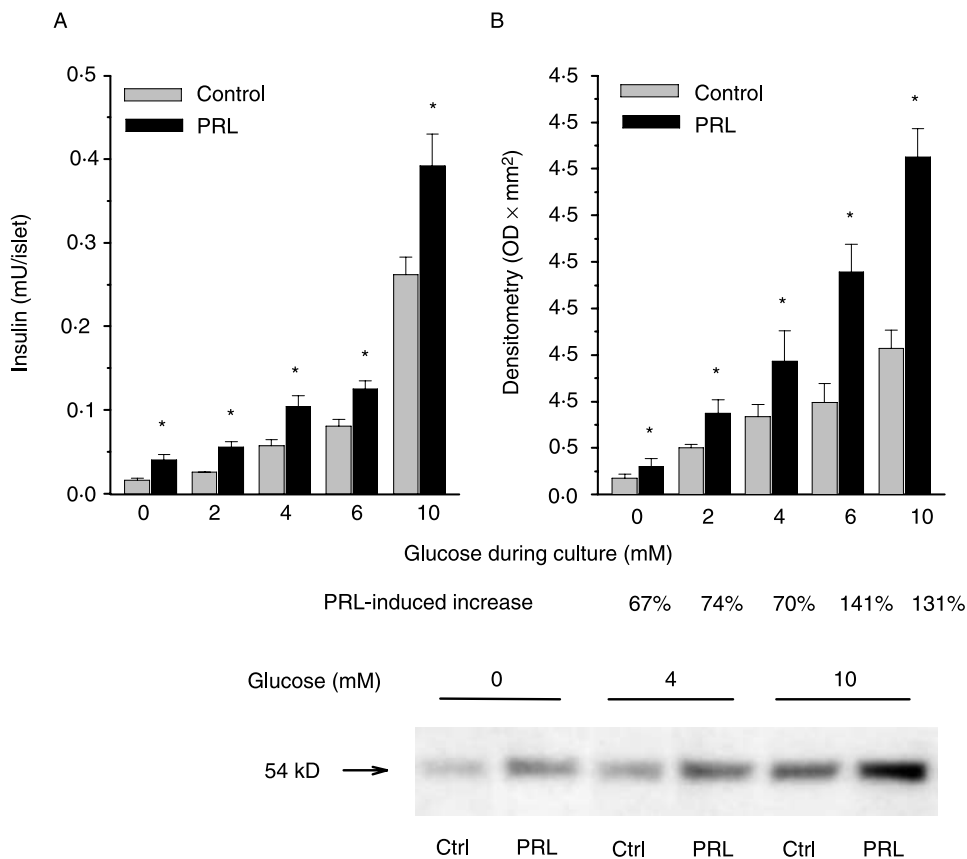 A
0·5
0·4
0·3
0·2
0·1
0·0
Insulin (mU/islet)
Control
PRL
*
*
*
*
*
0 2 4 6 10
B
4·5
4·5
4·5
4·5
4·5
4·5
4·5
4·5
0·5
0·0
Densitometry (OD × mm²)
Control
PRL
*
*
*
*
*
0 2 4 6 10
Glucose during culture (mM)
PRL-induced increase 67% 74% 70% 141% 131%
Glucose (mM) 0 4 10
54 kD
Ctrl PRL Ctrl PRL Ctrl PRL